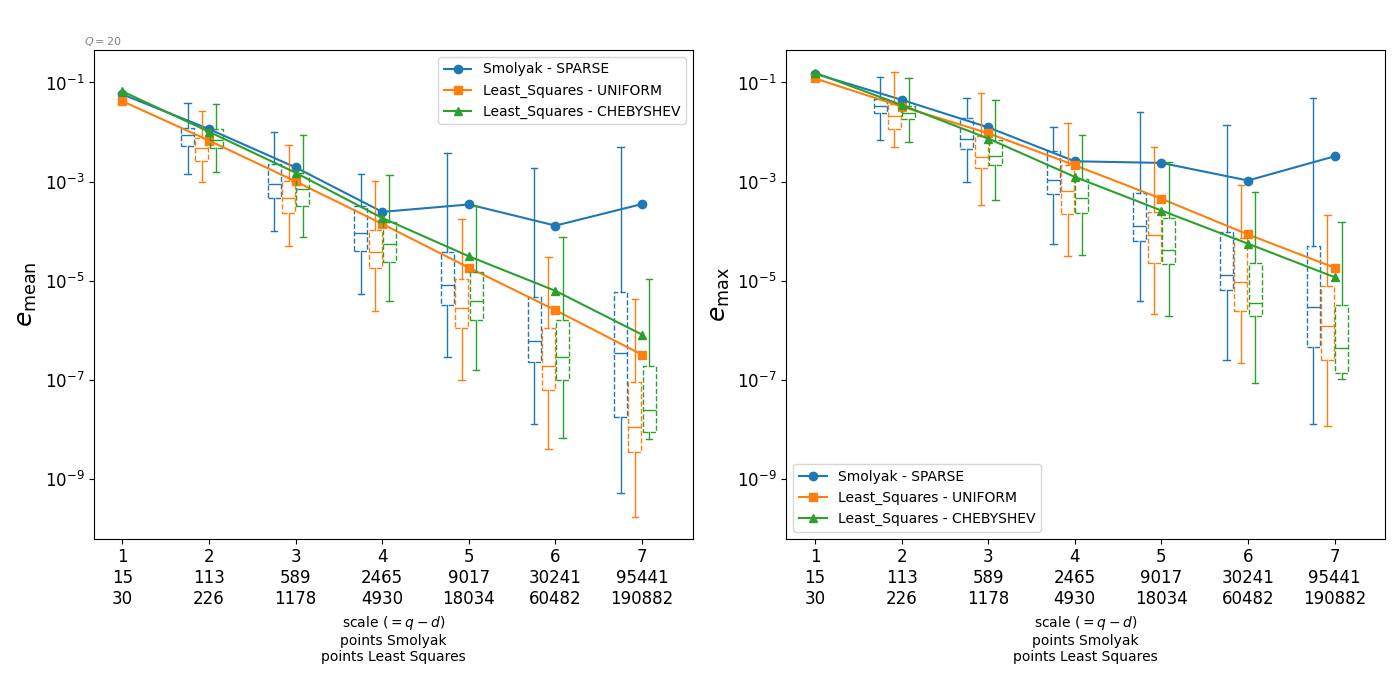 Q = 20
e_mean
10^{-1}
10^{-3}
10^{-5}
10^{-7}
10^{-9}
Smolyak - SPARSE
Least_Squares - UNIFORM
Least_Squares - CHEBYSHEV
1 2 3 4 5 6 7
15 113 589 2465 9017 30241 95441
30 226 1178 4930 18034 60482 190882
scale (= q − d)
points Smolyak
points Least Squares
e_max
10^{-1}
10^{-3}
10^{-5}
10^{-7}
10^{-9}
Smolyak - SPARSE
Least_Squares - UNIFORM
Least_Squares - CHEBYSHEV
1 2 3 4 5 6 7
15 113 589 2465 9017 30241 95441
30 226 1178 4930 18034 60482 190882
scale (= q − d)
points Smolyak
points Least Squares